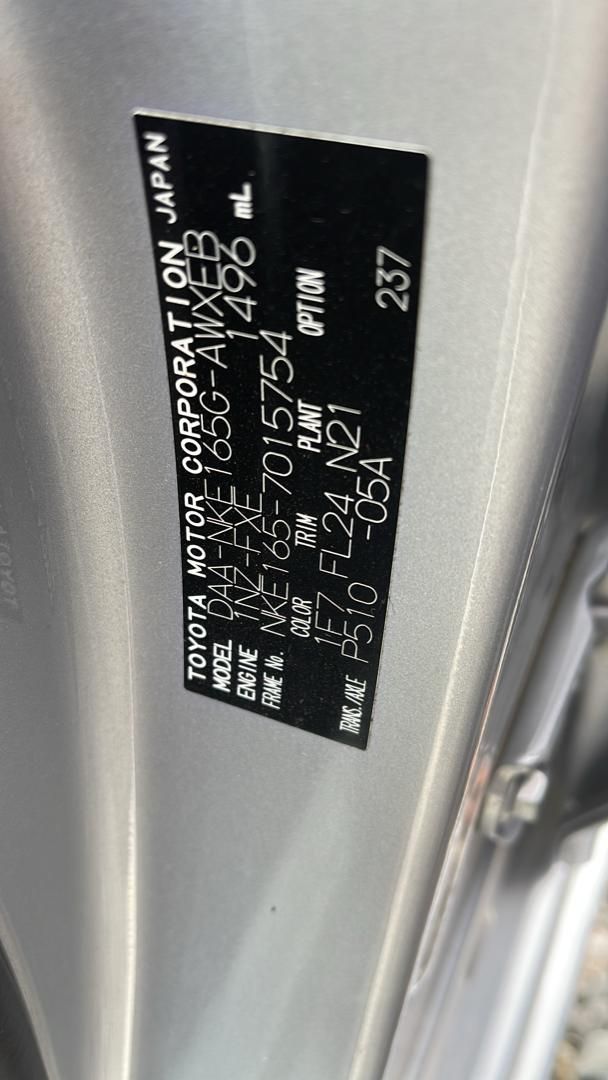 TOYOTA MOTOR CORPORATION JAPAN
MODEL DAA-NKE165G-AWXEB
ENGINE 1NZ-FXE 1496 mL
FRAME No. NKE165-7015754
COLOR TRIM PLANT OPTION
1F7 FL24 N21
TRANS./AXLE P510 -05A 237